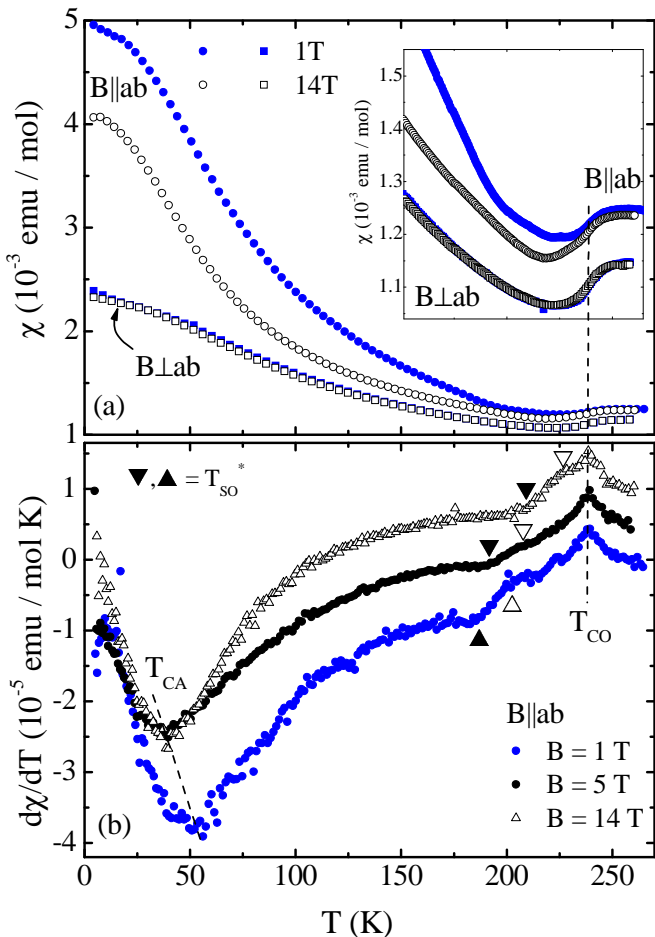 5
4
3
2
1
χ (10⁻³ emu / mol)
1T
14T
B||ab
B⊥ab
(a)
1.5
1.4
1.3
1.2
1.1
χ (10⁻³ emu / mol)
B||ab
B⊥ab
▼,▲ = T_SO*
1
0
-1
-2
-3
-4
dχ/dT (10⁻⁵ emu / mol K)
T_CA
T_CO
B||ab
B = 1 T
B = 5 T
B = 14 T
(b)
0 50 100 150 200 250
T (K)